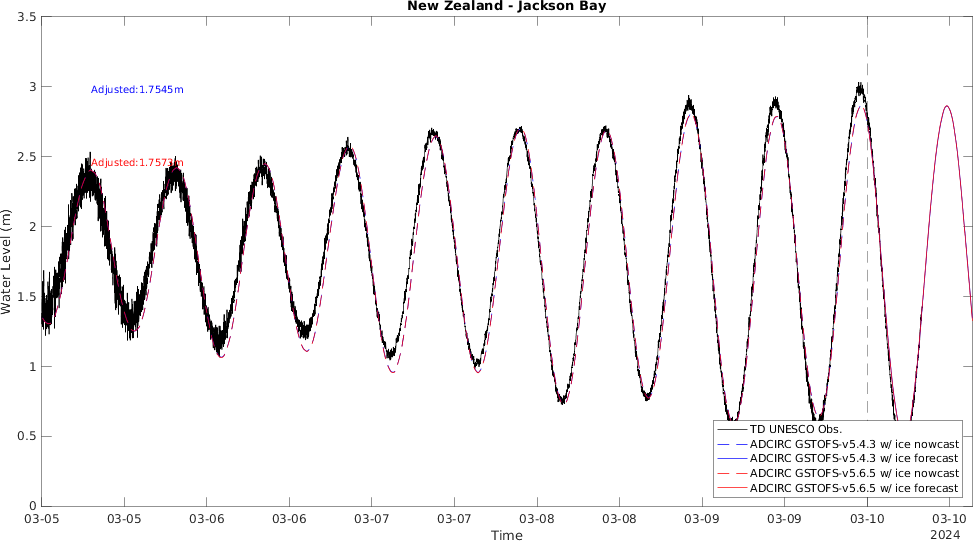 New Zealand - Jackson Bay
3.5
3
2.5
2
1.5
1
0.5
0
Water Level (m)
Adjusted:1.7545m
Adjusted:1.7573m
TD UNESCO Obs.
ADCIRC GSTOFS-v5.4.3 w/ ice nowcast
ADCIRC GSTOFS-v5.4.3 w/ ice forecast
ADCIRC GSTOFS-v5.6.5 w/ ice nowcast
ADCIRC GSTOFS-v5.6.5 w/ ice forecast
03-05 03-05 03-06 03-06 03-07 03-07 03-08 03-08 03-09 03-09 03-10 03-10
2024
Time